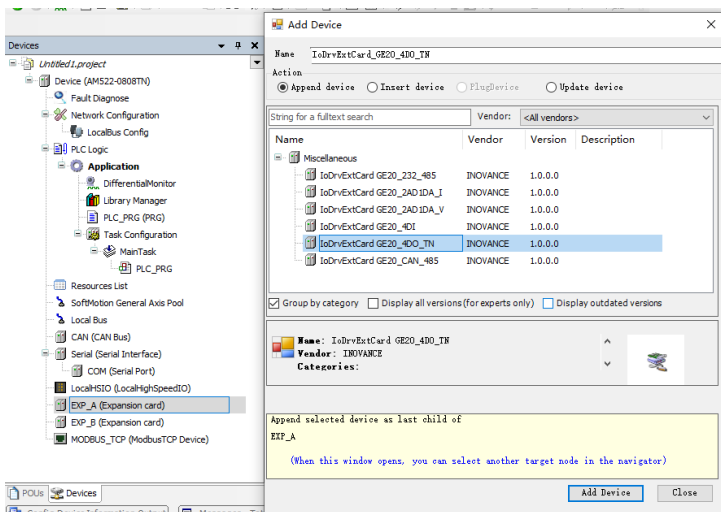 Devices
Untitled1.project
Device (AM522-0808TN)
Fault Diagnose
Network Configuration
LocalBus Config
PLC Logic
Application
DifferentialMonitor
Library Manager
PLC_PRG (PRG)
Task Configuration
MainTask
PLC_PRG
Resources List
SoftMotion General Axis Pool
Local Bus
CAN (CAN Bus)
Serial (Serial Interface)
COM (Serial Port)
LocalHSIO (LocalHighSpeedIO)
EXP_A (Expansion card)
EXP_B (Expansion card)
MODBUS_TCP (ModbusTCP Device)
POUs Devices
Add Device
Name IoDrvExtCard_GE20_4DO_TN
Action
Append device Insert device PlugDevice Update device
String for a fulltext search Vendor: <All vendors>
Name Vendor Version Description
Miscellaneous
IoDrvExtCard GE20_232_485 INOVANCE 1.0.0.0
IoDrvExtCard GE20_2AD1DA_I INOVANCE 1.0.0.0
IoDrvExtCard GE20_2AD1DA_V INOVANCE 1.0.0.0
IoDrvExtCard GE20_4DI INOVANCE 1.0.0.0
IoDrvExtCard GE20_4DO_TN INOVANCE 1.0.0.0
IoDrvExtCard GE20_CAN_485 INOVANCE 1.0.0.0
Group by category Display all versions (for experts only) Display outdated versions
Name: IoDrvExtCard GE20_4DO_TN
Vendor: INOVANCE
Categories:
Append selected device as last child of
EXP_A
(When this window opens, you can select another target node in the navigator)
Add Device Close